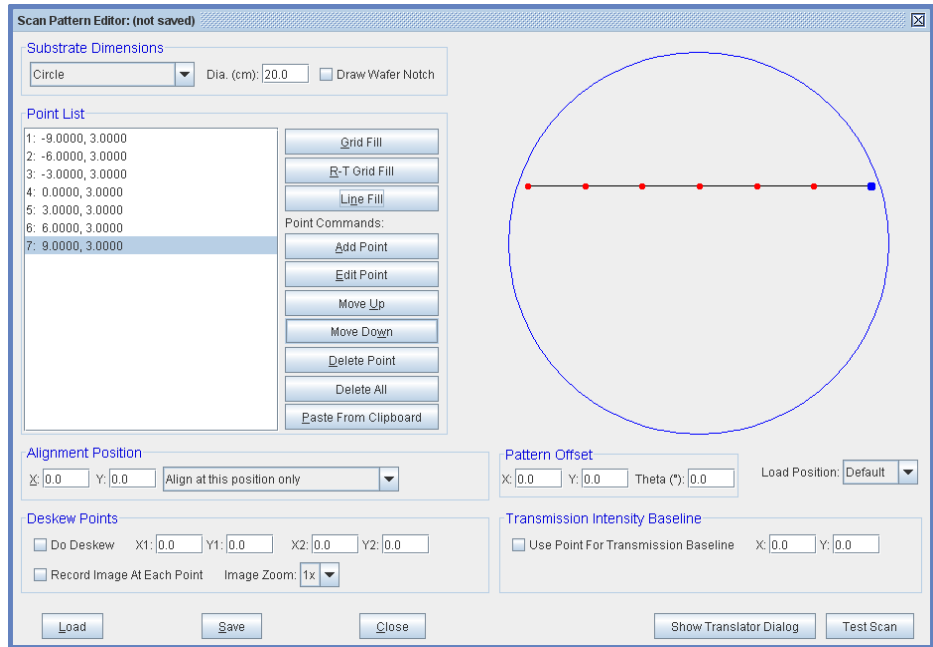 Scan Pattern Editor: (not saved)
Substrate Dimensions
Circle
Dia. (cm): 20.0
Draw Wafer Notch
Point List
1: -9.0000, 3.0000
2: -6.0000, 3.0000
3: -3.0000, 3.0000
4: 0.0000, 3.0000
5: 3.0000, 3.0000
6: 6.0000, 3.0000
7: 9.0000, 3.0000
Grid Fill
R-T Grid Fill
Line Fill
Point Commands:
Add Point
Edit Point
Move Up
Move Down
Delete Point
Delete All
Paste From Clipboard
Alignment Position
X: 0.0 Y: 0.0 Align at this position only
Pattern Offset
X: 0.0 Y: 0.0 Theta (°): 0.0
Load Position: Default
Deskew Points
Do Deskew X1: 0.0 Y1: 0.0 X2: 0.0 Y2: 0.0
Record Image At Each Point Image Zoom: 1x
Transmission Intensity Baseline
Use Point For Transmission Baseline X: 0.0 Y: 0.0
Load
Save
Close
Show Translator Dialog
Test Scan